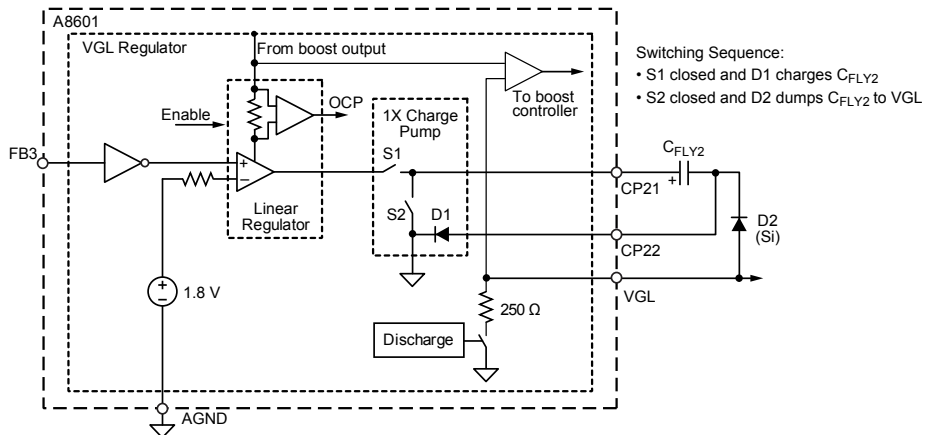 A8601
VGL Regulator
From boost output
Switching Sequence:
• S1 closed and D1 charges CFLY2
• S2 closed and D2 dumps CFLY2 to VGL
Enable
OCP
To boost
controller
1X Charge
Pump
FB3
S1
CFLY2
+
–
+
CP21
Linear
Regulator
S2
D1
D2
(Si)
CP22
+
–
1.8 V
VGL
250 Ω
Discharge
AGND